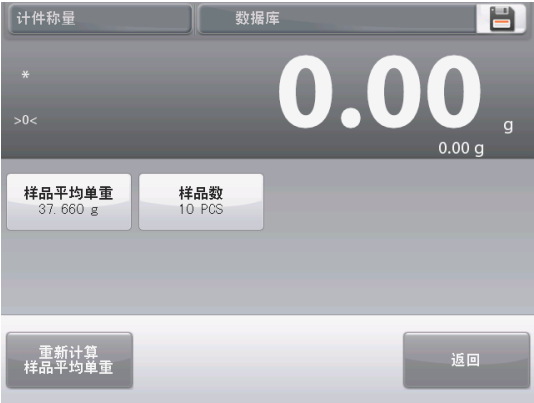 计件称量
数据库
*
0.00
>0<
g
0.00 g
样品平均单重
37.660 g
样品数
10 PCS
重新计算
样品平均单重
返回